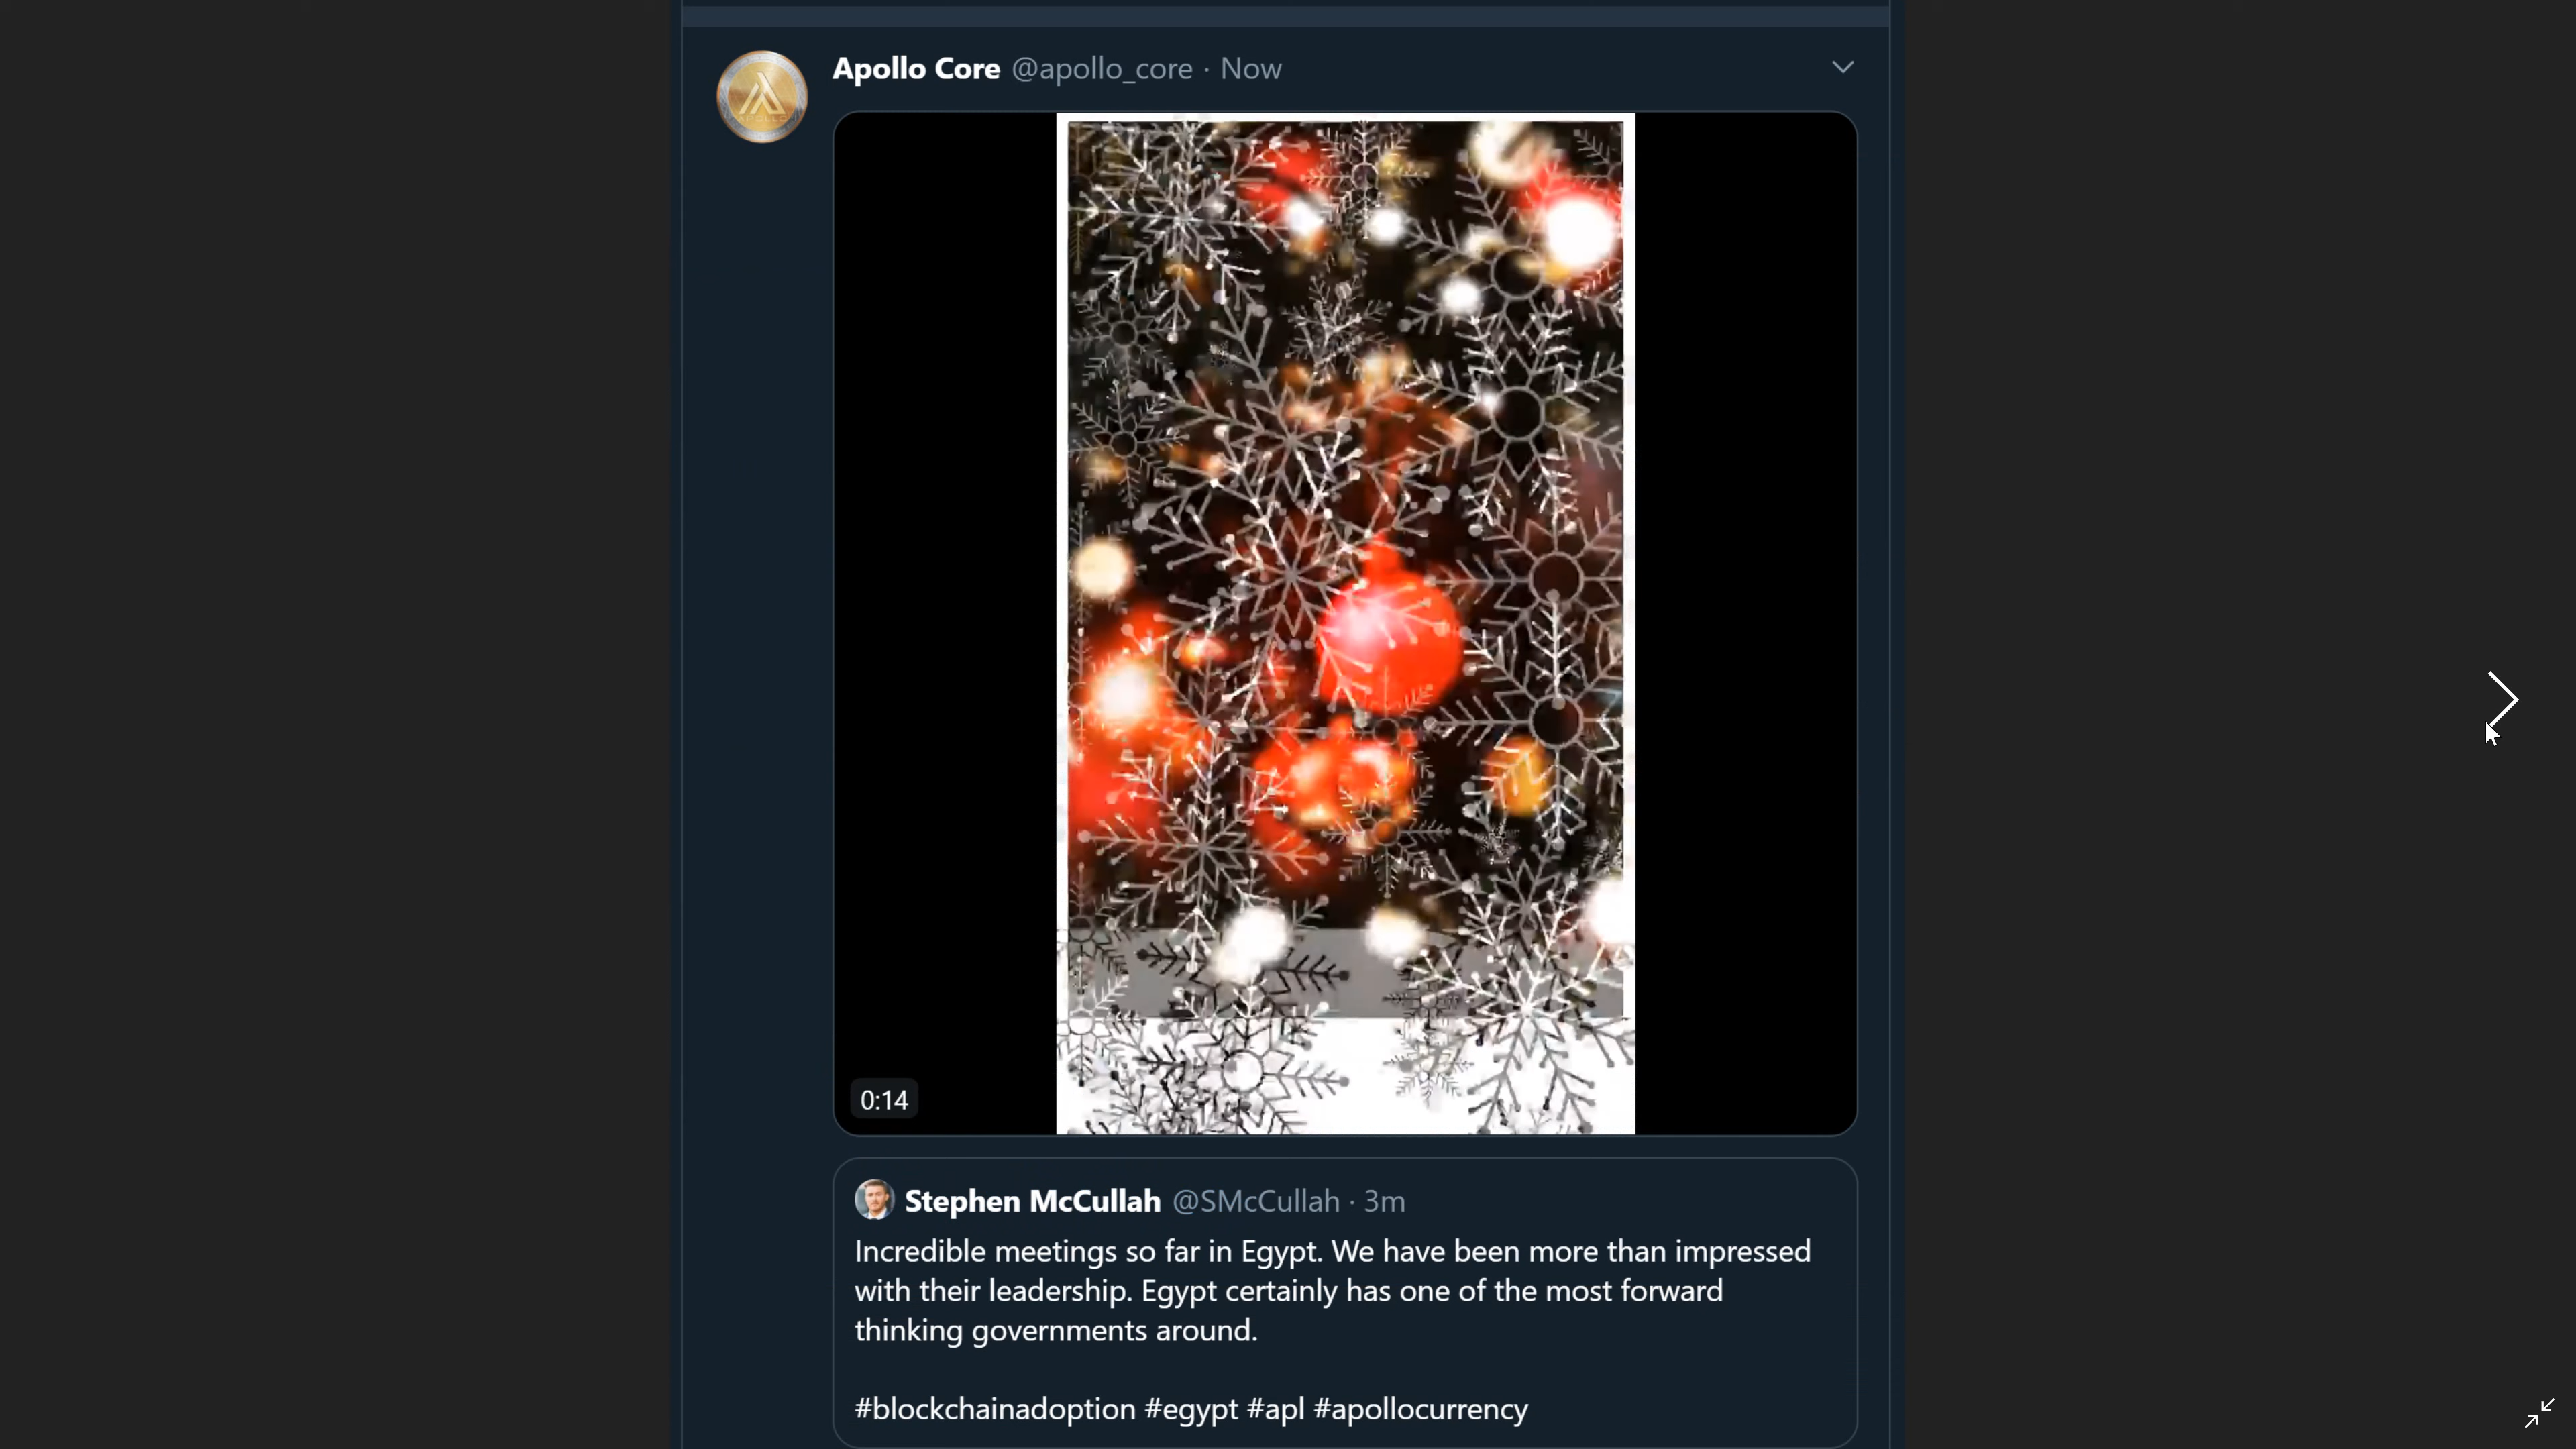 Apollo Core @apollo_core · Now
APOLLO
0:14
Stephen McCullah @SMcCullah · 3m
Incredible meetings so far in Egypt. We have been more than impressed
with their leadership. Egypt certainly has one of the most forward
thinking governments around.
#blockchainadoption #egypt #apl #apollocurrency